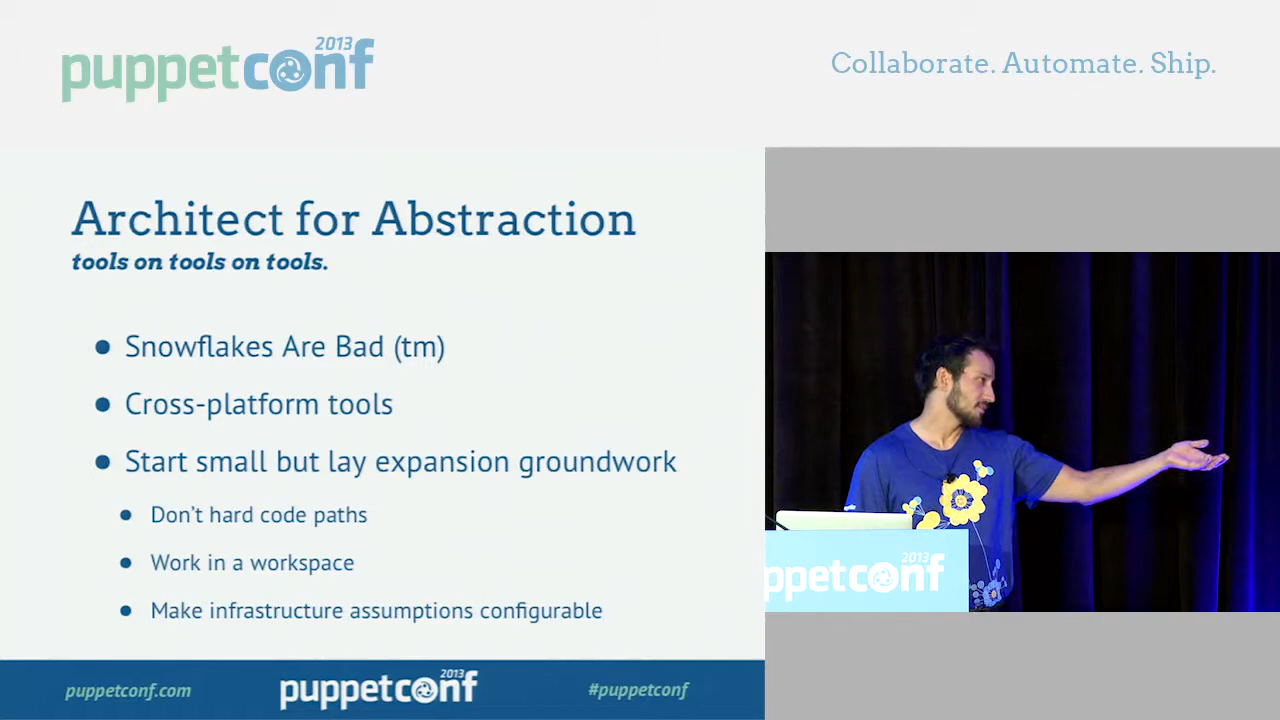 puppetconf 2013
Collaborate. Automate. Ship.
Architect for Abstraction
tools on tools on tools.
Snowflakes Are Bad (tm)
Cross-platform tools
Start small but lay expansion groundwork
Don't hard code paths
Work in a workspace
Make infrastructure assumptions configurable
puppetconf.com
puppetconf 2013
#puppetconf
ppetconf 2013